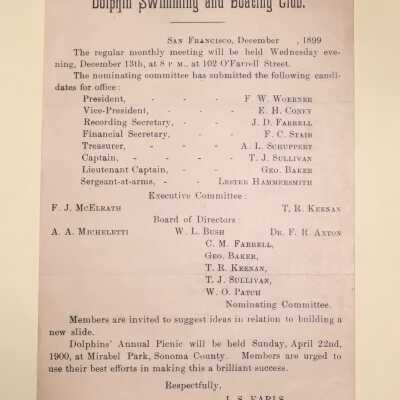 Dolphin Swimming and Boating Club.
San Francisco, December , 1899
The regular monthly meeting will be held Wednesday eve-
ning, December 13th, at 8 P M., at 102 O'Farrell Street.
The nominating committee has submitted the following candi-
dates for office:
President, - - - F. W. Woerner
Vice-President, - - - E. H. Coney
Recording Secretary, - - J. D. Farrell
Financial Secretary, - - F. C. Staib
Treasurer, - - - A. L. Schuppert
Captain, - - - T. J. Sullivan
Lieutenant Captain, - - Geo. Baker
Sergeant-at-arms, - - Lester Hammersmith
Executive Committee:
F. J. McElrath T. R. Keenan
Board of Directors:
A. A. Micheletti W. L. Bush Dr. F. R. Axton
C. M. Farrell,
Geo. Baker,
T. R. Keenan,
T. J. Sullivan,
W. O. Patch
Nominating Committee.
Members are invited to suggest ideas in relation to building a
new slide.
Dolphins' Annual Picnic will be held Sunday, April 22nd,
1900, at Mirabel Park, Sonoma County. Members are urged to
use their best efforts in making this a brilliant success.
Respectfully,
J. S. EARLS